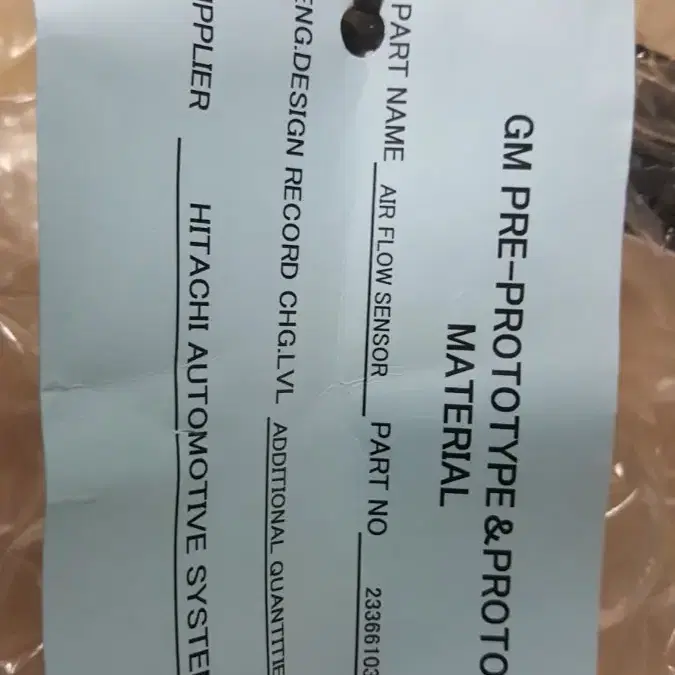 GM PRE-PROTOTYPE & PROTO
MATERIAL
PART NAME AIR FLOW SENSOR PART NO 23366103
ENG.DESIGN RECORD CHG.LVL ADDITIONAL QUANTITIE
UPPLIER HITACHI AUTOMOTIVE SYSTE